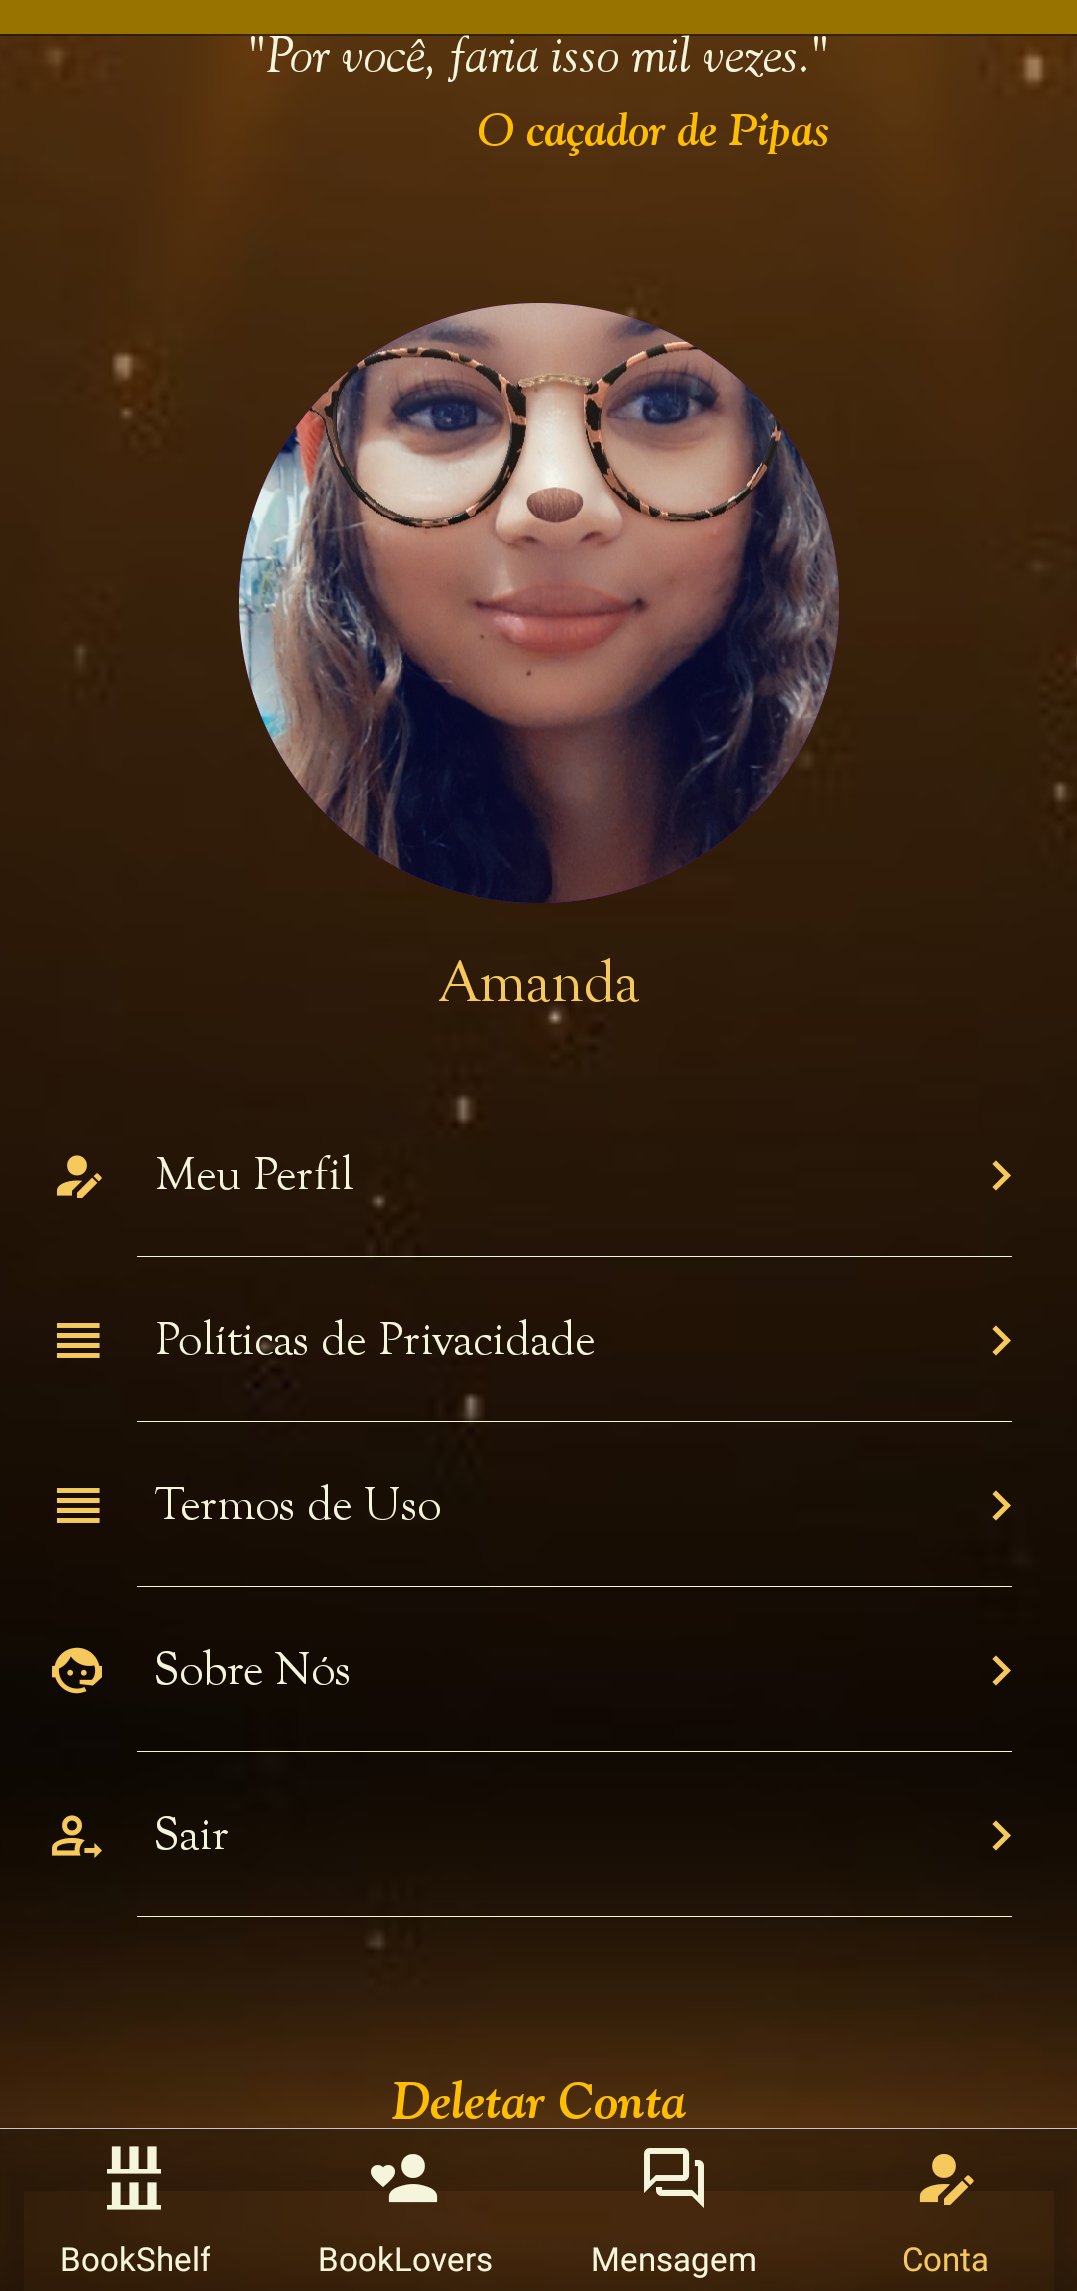 "Por você, faria isso mil vezes."
O caçador de Pipas
Amanda
Meu Perfil
Políticas de Privacidade
Termos de Uso
Sobre Nós
Sair
Deletar Conta
BookShelf BookLovers Mensagem Conta